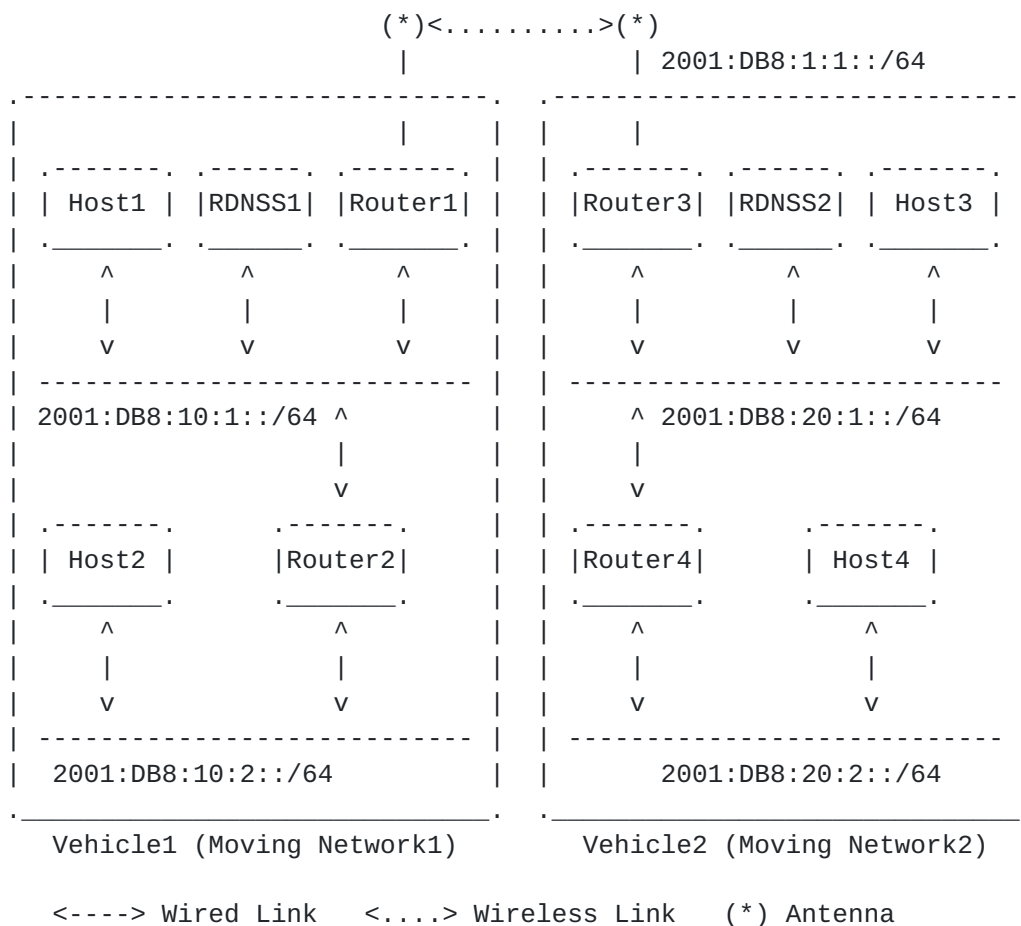 (*)<..........>(*)
2001:DB8:1:1::/64
Host1 RDNSS1 Router1 Router3 RDNSS2 Host3
2001:DB8:10:1::/64 2001:DB8:20:1::/64
Host2 Router2 Router4 Host4
2001:DB8:10:2::/64 2001:DB8:20:2::/64
Vehicle1 (Moving Network1) Vehicle2 (Moving Network2)
<----> Wired Link <....> Wireless Link (*) Antenna